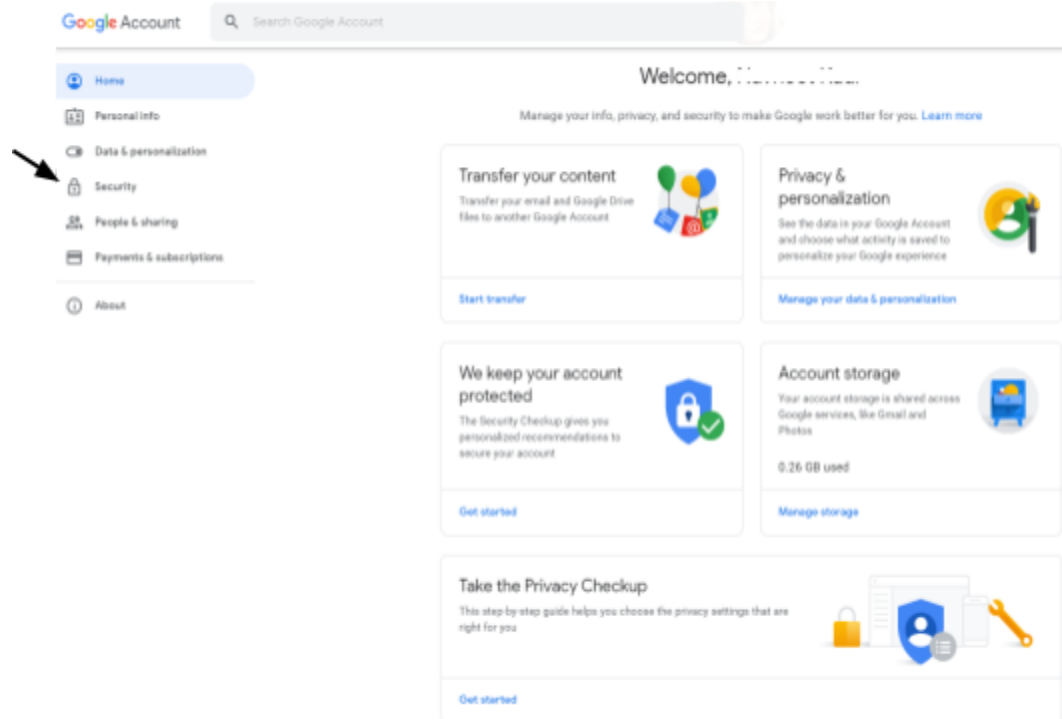 Google Account
Search Google Account
Home
Personal info
Data & personalization
Security
People & sharing
Payments & subscriptions
About
Welcome,
Manage your info, privacy, and security to make Google work better for you. Learn more
Transfer your content
Transfer your email and Google Drive
files to another Google Account
Start transfer
Privacy &
personalization
See the data in your Google Account
and choose what activity is saved to
personalize your Google experience
Manage your data & personalization
We keep your account
protected
The Security Checkup gives you
personalized recommendations to
secure your account
Get started
Account storage
Your account storage is shared across
Google services, like Gmail and
Photos
0.26 GB used
Manage storage
Take the Privacy Checkup
This step-by-step guide helps you choose the privacy settings that are
right for you
Get started